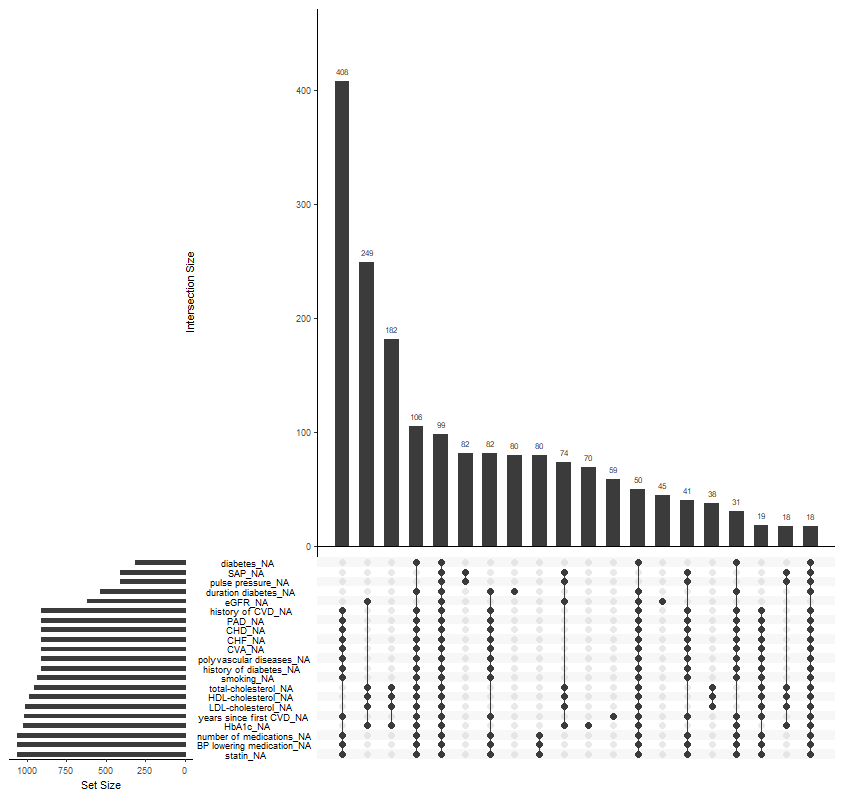 408
400
300
249
Intersection Size
200
182
106
100
99
82
82
80
80
74
70
59
50
45
41
38
31
19
18
18
0
diabetes_NA
SAP_NA
pulse pressure_NA
duration diabetes_NA
eGFR_NA
history of CVD_NA
PAD_NA
CHD_NA
CHF_NA
CVA_NA
polyvascular diseases_NA
history of diabetes_NA
smoking_NA
total-cholesterol_NA
HDL-cholesterol_NA
LDL-cholesterol_NA
years since first CVD_NA
HbA1c_NA
number of medications_NA
BP lowering medication_NA
statin_NA
1000 750 500 250 0
Set Size